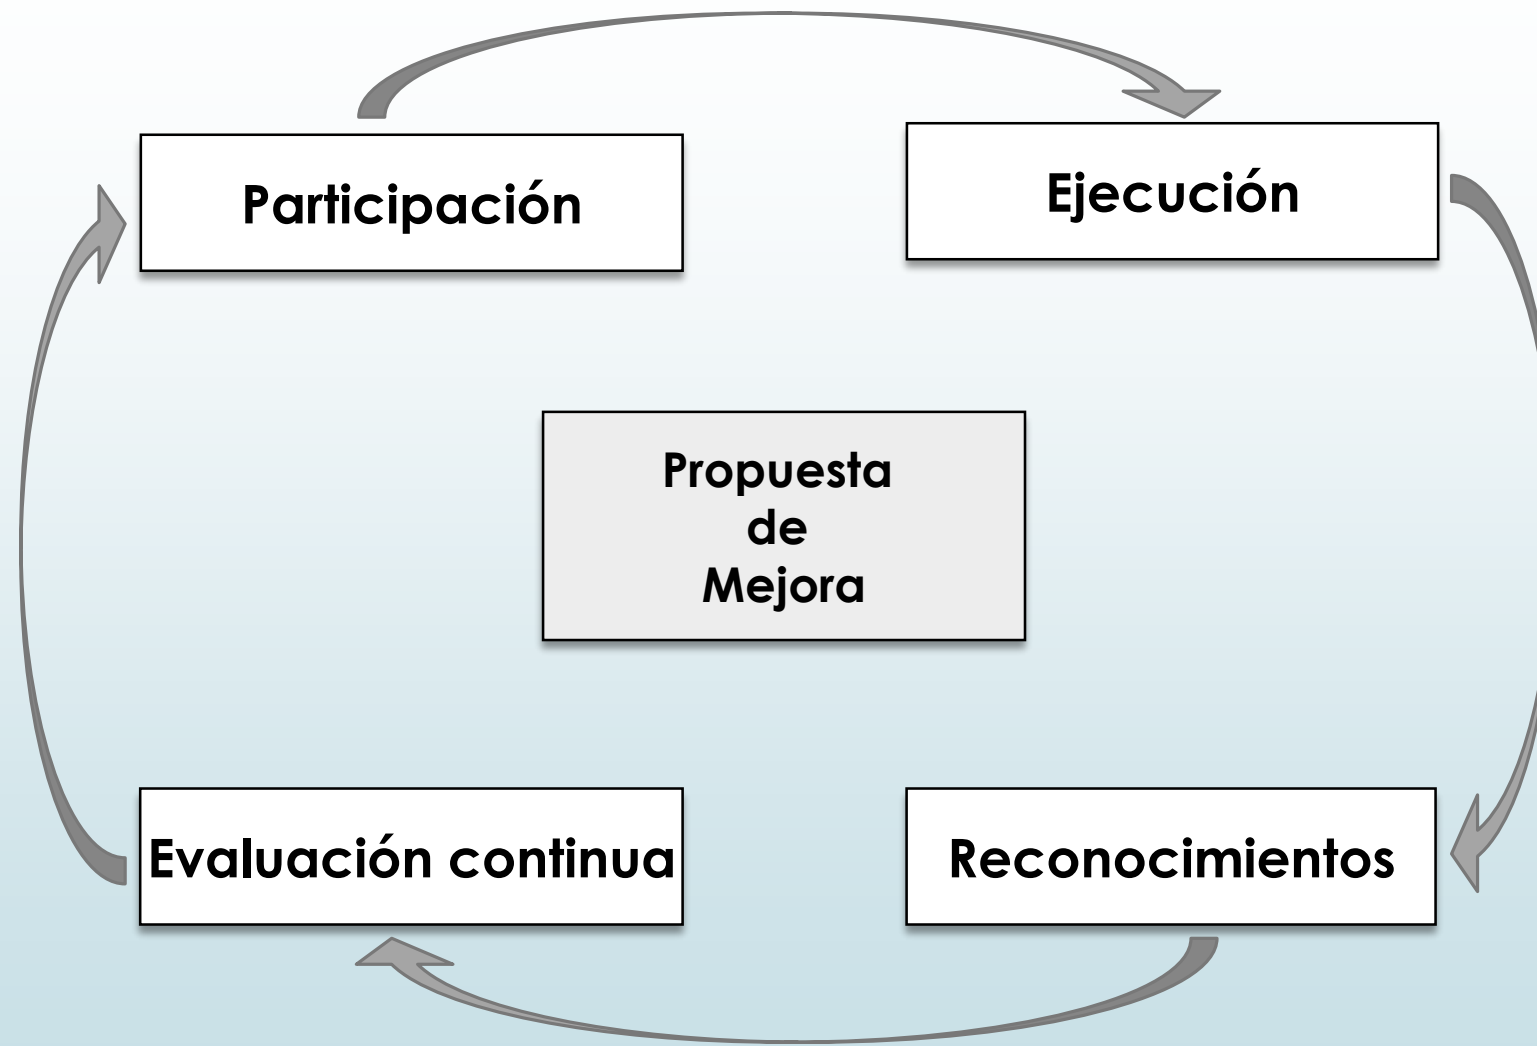 Participación
Ejecución
Propuesta
de
Mejora
Evaluación continua
Reconocimientos